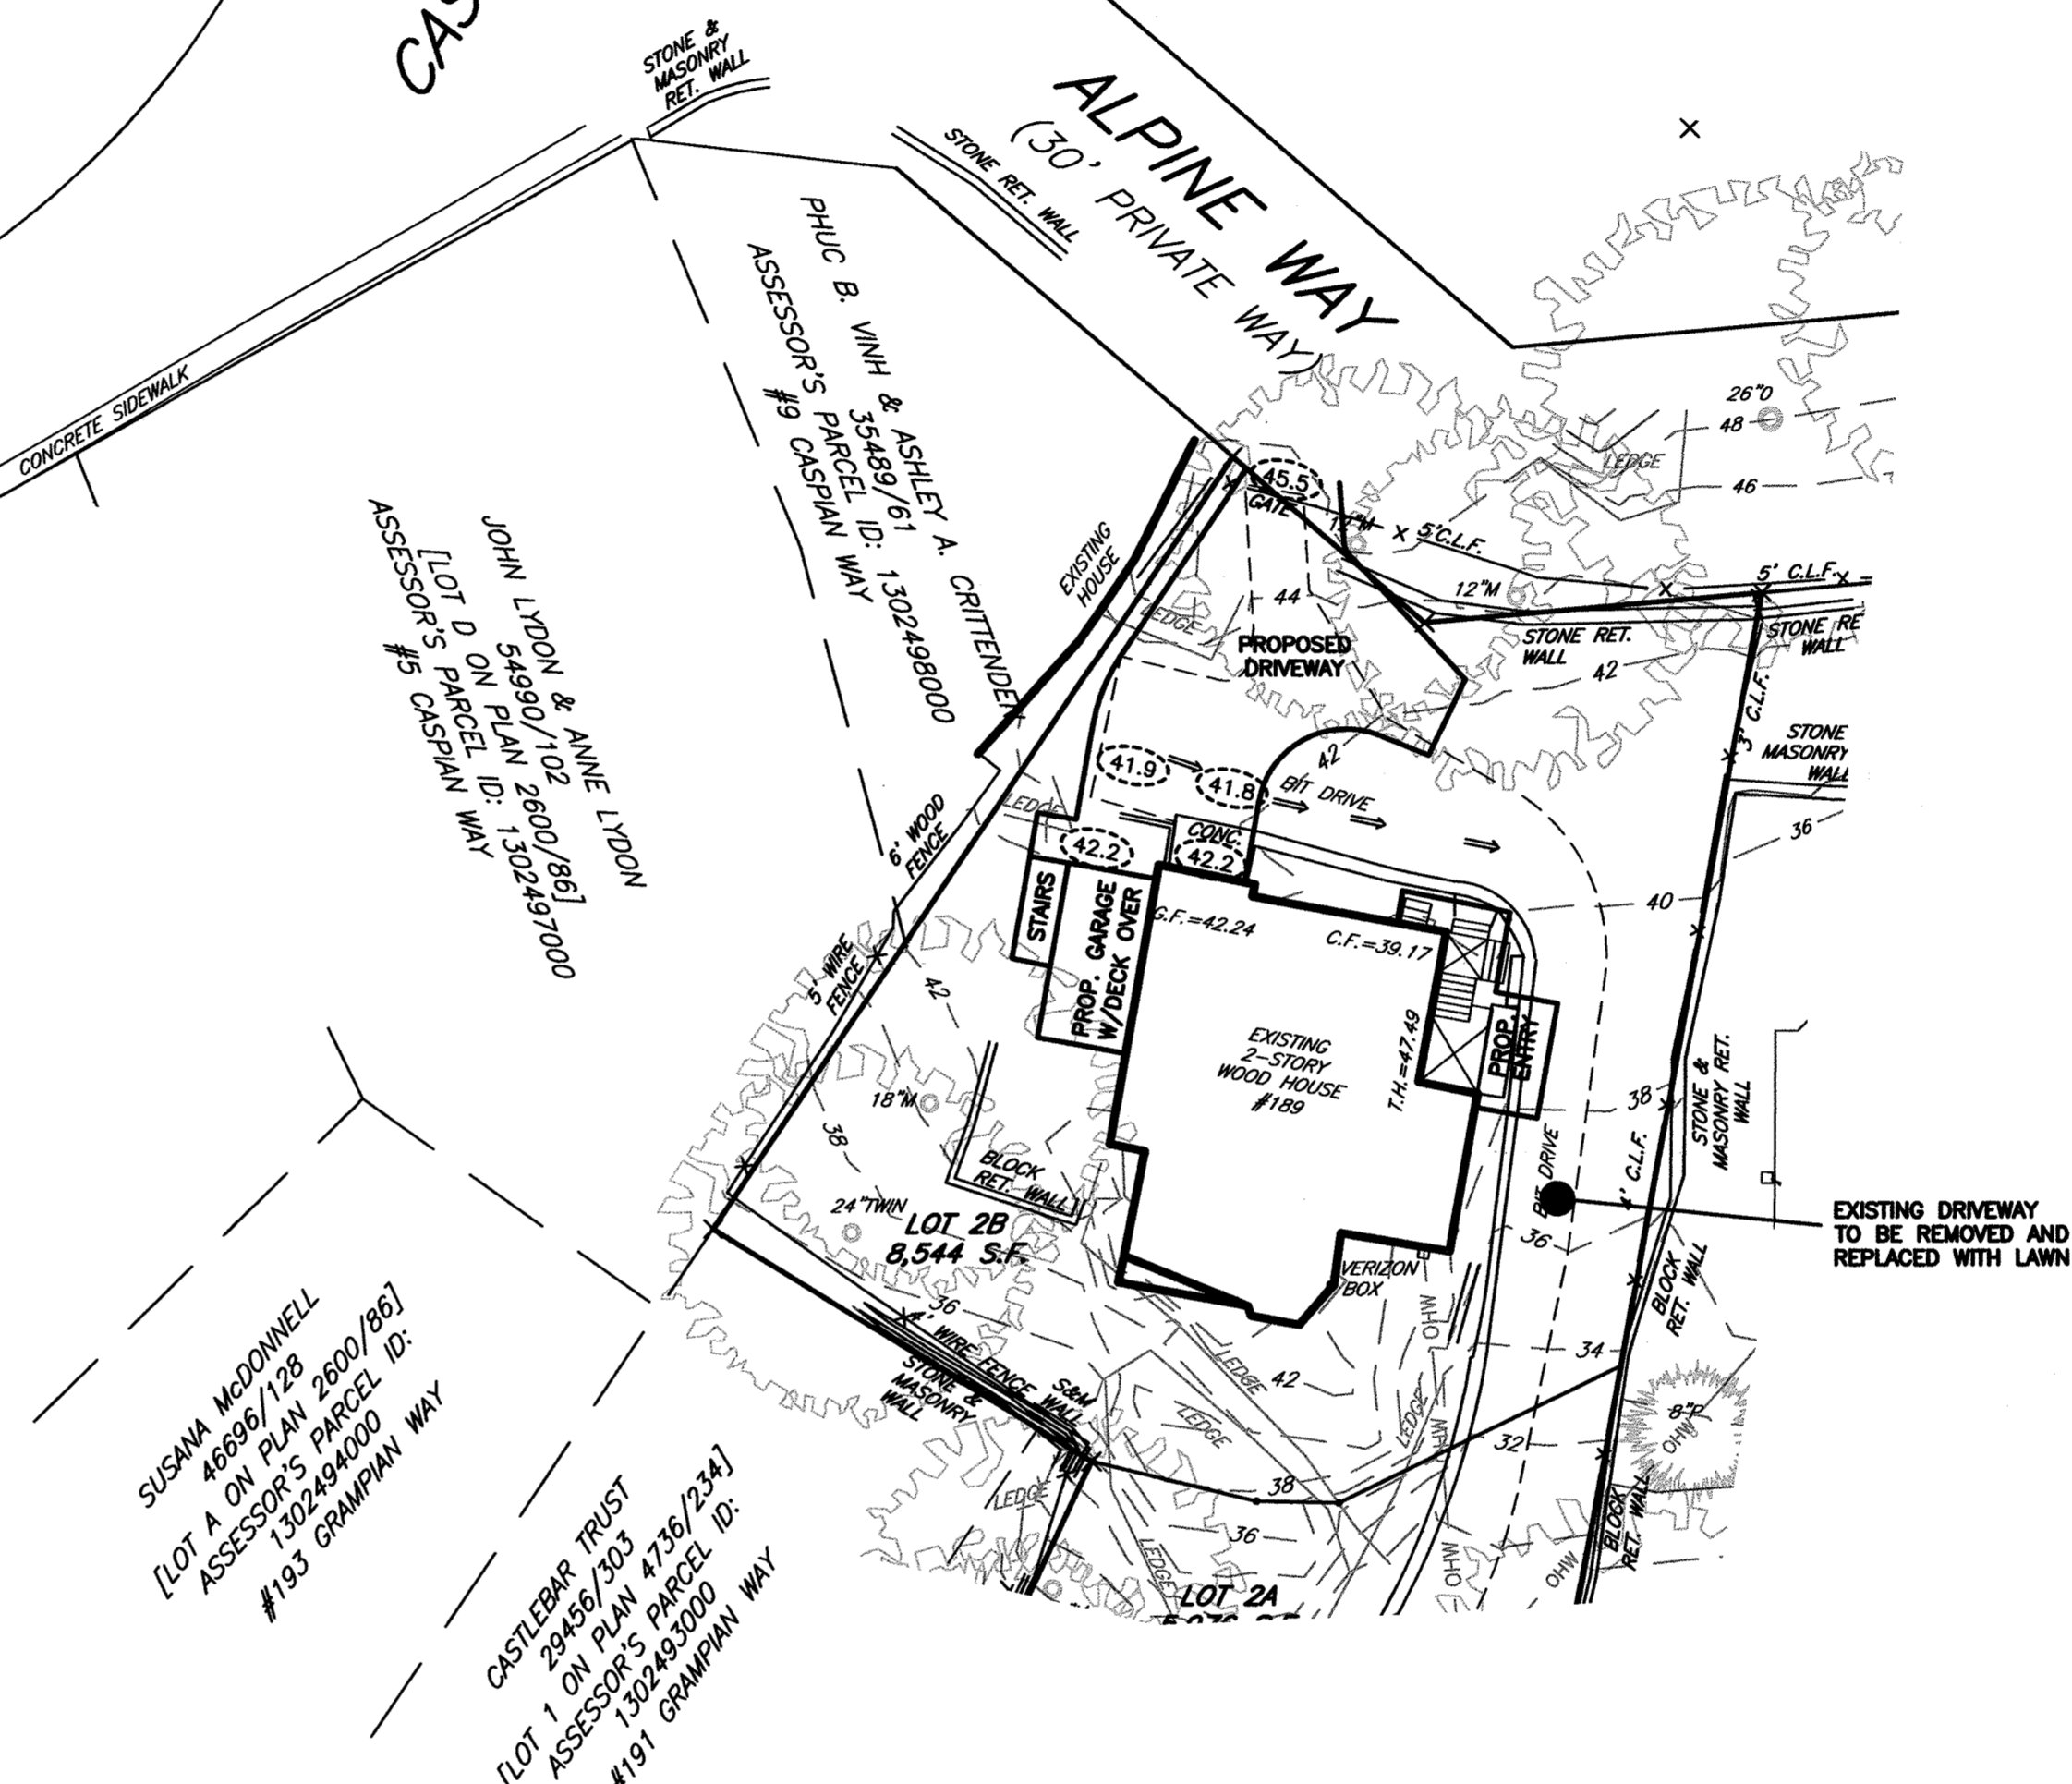 CAS
STONE &
MASONRY
RET. WALL
ALPINE WAY
(30' PRIVATE WAY)
STONE RET. WALL
CONCRETE SIDEWALK
PHUC B. VINH & ASHLEY A. CRITTENDEN
35489/61
ASSESSOR'S PARCEL ID: 1302498000
#9 CASPIAN WAY
JOHN LYDON & ANNE LYDON
54990/102
[LOT D ON PLAN 2600/86]
ASSESSOR'S PARCEL ID: 1302497000
#5 CASPIAN WAY
26"O
48
LEDGE
46
45.5
GATE
12"M
5' C.L.F.
12"M
5' C.L.F.
EXISTING
HOUSE
44
LEDGE
PROPOSED
DRIVEWAY
STONE RET.
WALL
STONE RE
WALL
42
3' C.L.F.
STONE
MASONRY
WALL
42
41.9
41.8
BIT DRIVE
LEDGE
6' WOOD
FENCE
42.2
CONC.
42.2
36
40
STAIRS
PROP. GARAGE
W/DECK OVER
G.F.=42.24
C.F.=39.17
5' WIRE
FENCE
42
EXISTING
2-STORY
WOOD HOUSE
#189
T.H.=47.49
PROP.
ENTRY
STONE &
MASONRY RET.
WALL
18"M
38
38
BIT DRIVE
4' C.L.F.
BLOCK
RET. WALL
24"TWIN
LOT 2B
8,544 S.F.
EXISTING DRIVEWAY
TO BE REMOVED AND
REPLACED WITH LAWN
36
VERIZON
BOX
BLOCK
RET. WALL
36
OHW
4' WIRE FENCE
STONE &
MASONRY
WALL
S&M
WALL
LEDGE
42
34
LEDGE
LEDGE
8"P
OHW
32
38
LEDGE
36
BLOCK
RET. WALL
LEDGE
OHW
OHW
LOT 2A
SUSANA McDONNELL
46696/128
[LOT A ON PLAN 2600/86]
ASSESSOR'S PARCEL ID:
1302494000
#193 GRAMPIAN WAY
CASTLEBAR TRUST
29456/303
[LOT 1 ON PLAN 4736/234]
ASSESSOR'S PARCEL ID:
1302493000
#191 GRAMPIAN WAY